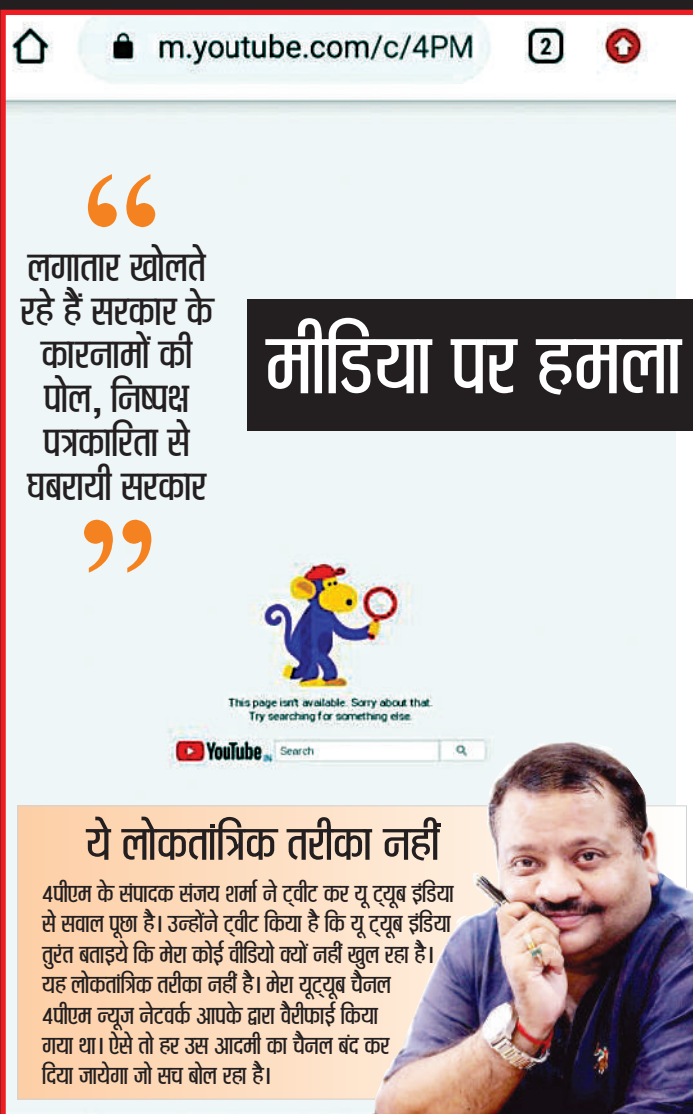 m.youtube.com/c/4PM
2
“
लगातार खोलते
रहे हैं सरकार के
कारनामों की
पोल, निष्पक्ष
पत्रकारिता से
घबरायी सरकार
”
मीडिया पर हमला
This page isn't available. Sorry about that.
Try searching for something else.
YouTube IN
Search
ये लोकतांत्रिक तरीका नहीं
4पीएम के संपादक संजय शर्मा ने ट्वीट कर यू ट्यूब इंडिया
से सवाल पूछा है। उन्होंने ट्वीट किया है कि यू ट्यूब इंडिया
तुरंत बताइये कि मेरा कोई वीडियो क्यों नहीं खुल रहा है।
यह लोकतांत्रिक तरीका नहीं है। मेरा यूट्यूब चैनल
4पीएम न्यूज नेटवर्क आपके द्वारा वैरीफाई किया
गया था। ऐसे तो हर उस आदमी का चैनल बंद कर
दिया जायेगा जो सच बोल रहा है।